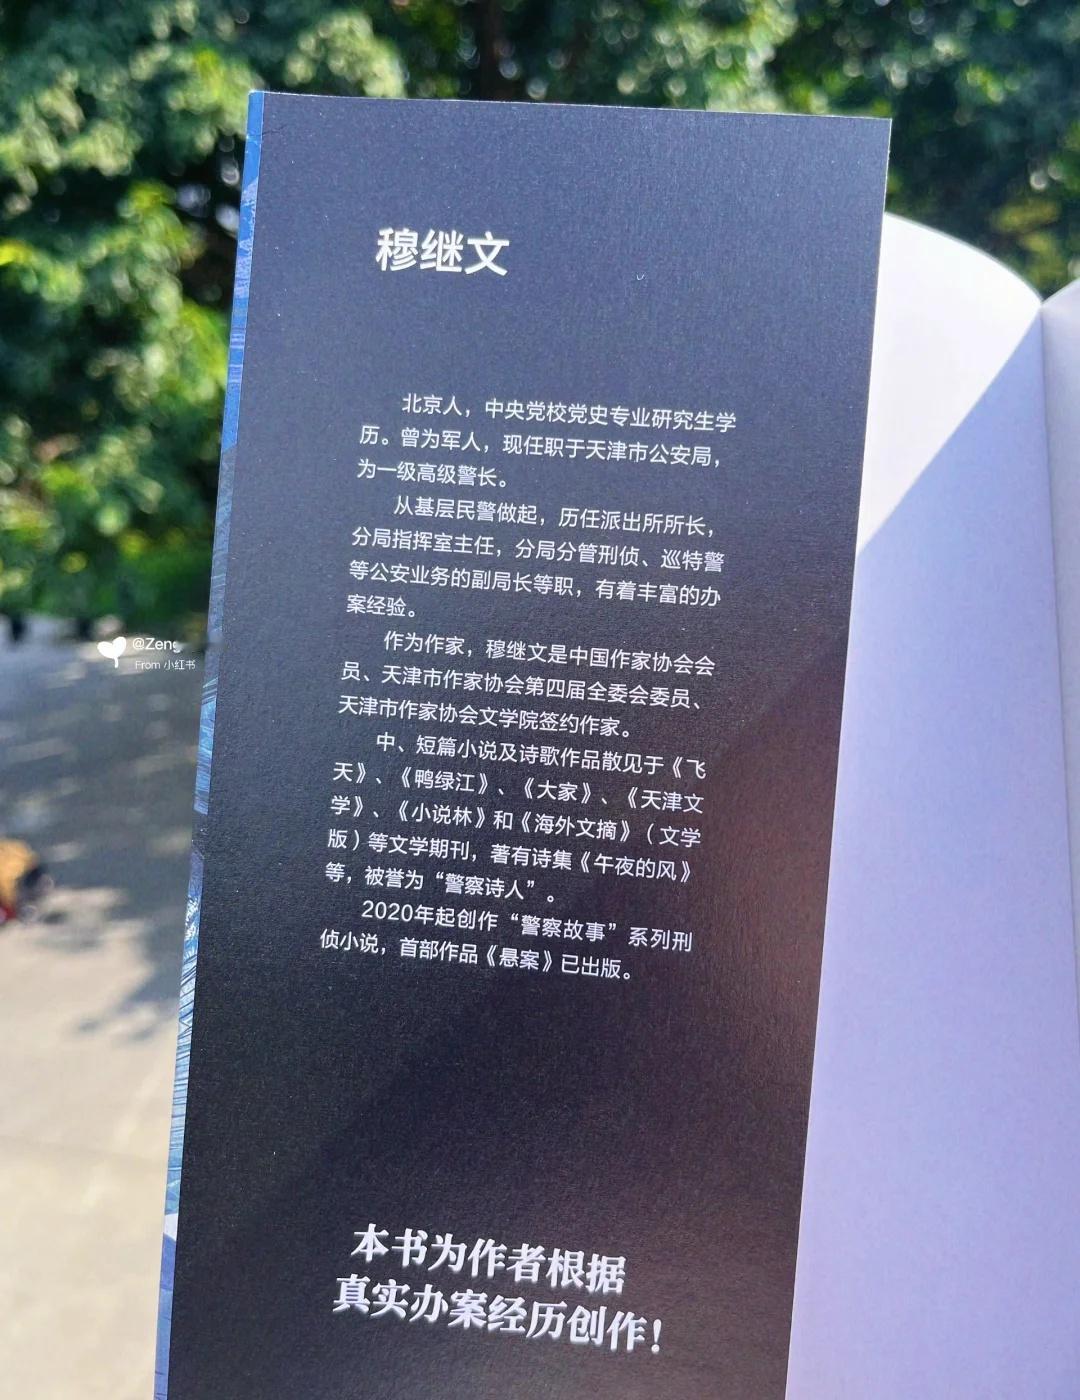 穆继文
北京人，中央党校党史专业研究生学
历。曾为军人，现任职于天津市公安局，
为一级高级警长。
从基层民警做起，历任派出所所长，
分局指挥室主任，分局分管刑侦、巡特警
等公安业务的副局长等职，有着丰富的办
案经验。
作为作家，穆继文是中国作家协会会
员、天津市作家协会第四届全委会委员、
天津市作家协会文学院签约作家。
中、短篇小说及诗歌作品散见于《飞
天》、《鸭绿江》、《大家》、《天津文
学》、《小说林》和《海外文摘》（文学
版）等文学期刊，著有诗集《午夜的风》
等，被誉为“警察诗人”。
2020年起创作“警察故事”系列刑
侦小说，首部作品《悬案》已出版。
本书为作者根据
真实办案经历创作！
@Zeng
From 小红书